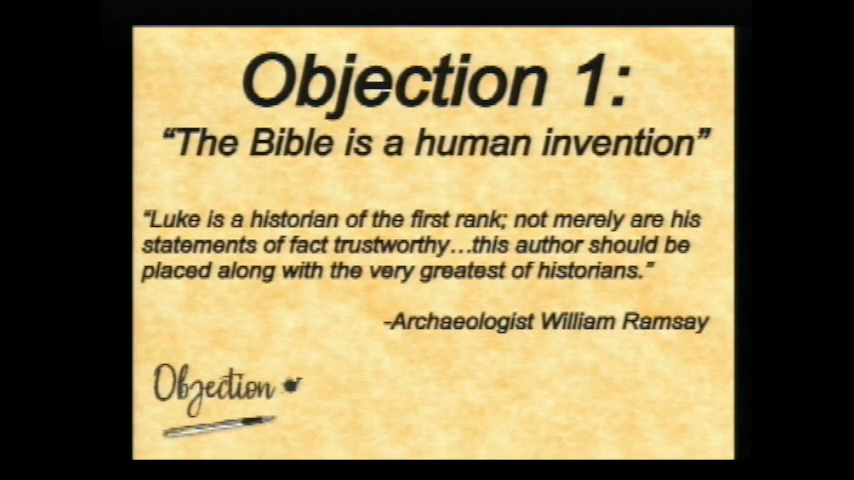 Objection 1:
“The Bible is a human invention”
“Luke is a historian of the first rank; not merely are his
statements of fact trustworthy…this author should be
placed along with the very greatest of historians.”
-Archaeologist William Ramsay
Objection